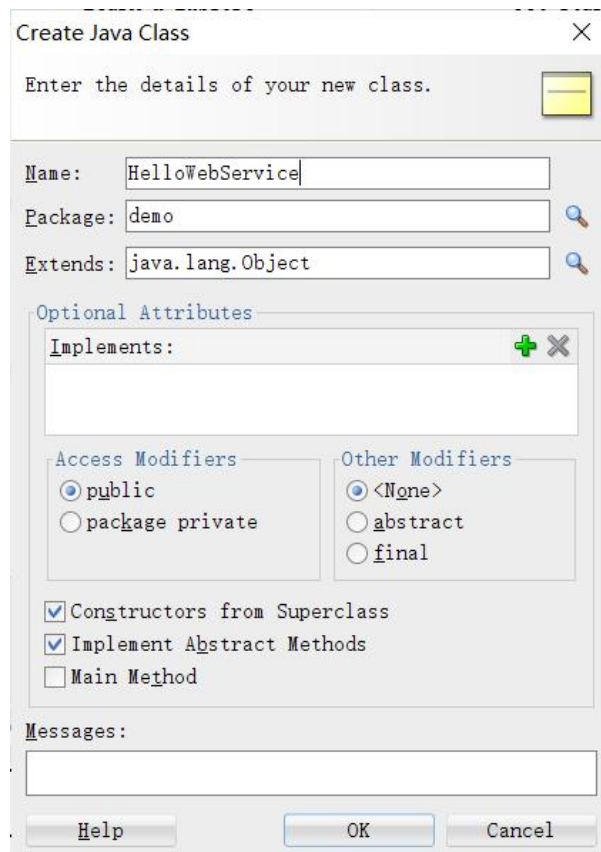 Create Java Class
Enter the details of your new class.
Name: HelloWebService
Package: demo
Extends: java.lang.Object
Optional Attributes
Implements:
Access Modifiers
public
package private
Other Modifiers
<None>
abstract
final
Constructors from Superclass
Implement Abstract Methods
Main Method
Messages:
Help OK Cancel